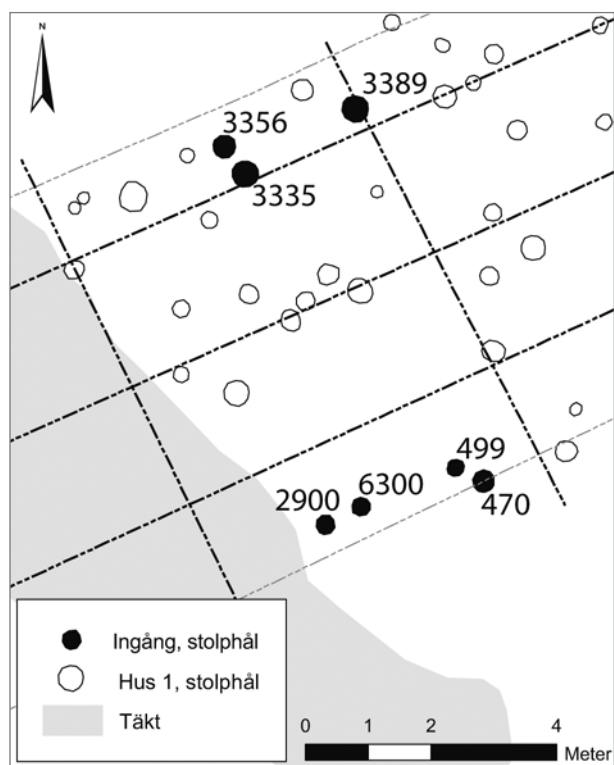 N
3389
3356
3335
499
6300
2900
470
Ingång, stolphål
Hus 1, stolphål
Täkt
0 1 2 4
Meter